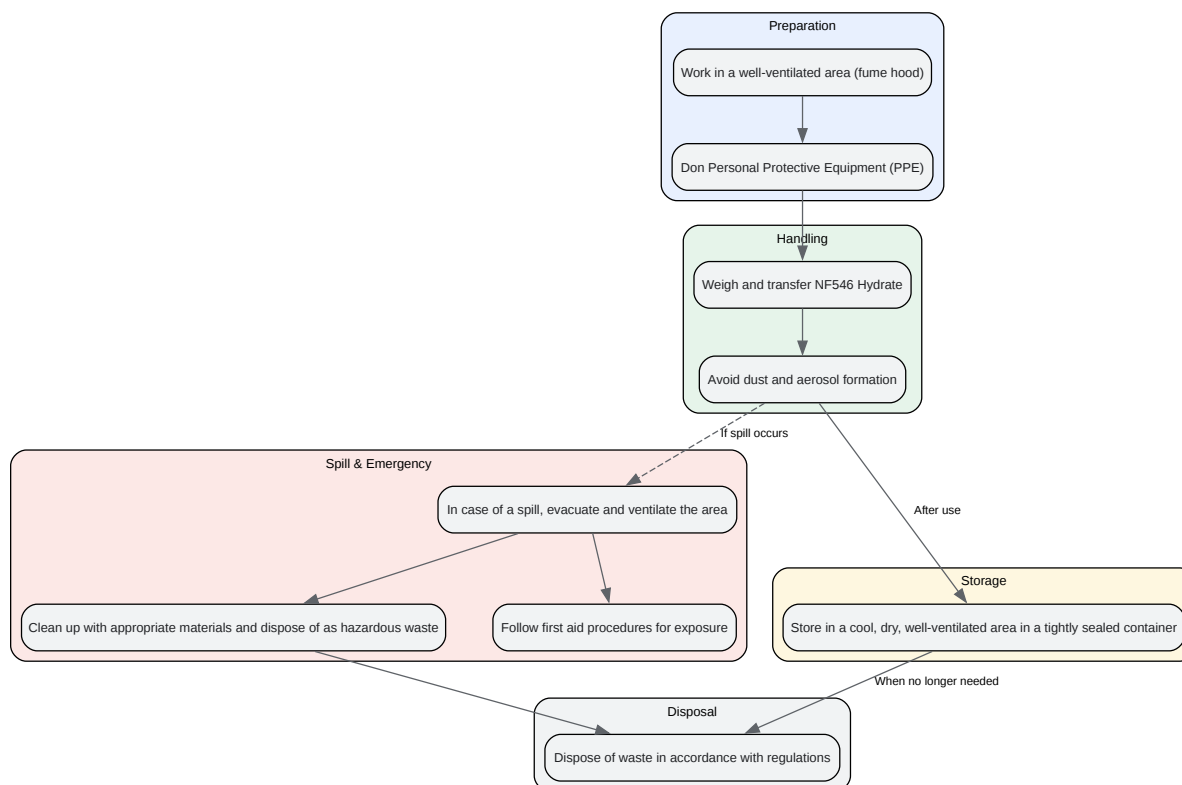 Preparation
Work in a well-ventilated area (fume hood)
Don Personal Protective Equipment (PPE)
Handling
Weigh and transfer NF546 Hydrate
Avoid dust and aerosol formation
If spill occurs
Spill & Emergency
In case of a spill, evacuate and ventilate the area
After use
Storage
Clean up with appropriate materials and dispose of as hazardous waste
Follow first aid procedures for exposure
Store in a cool, dry, well-ventilated area in a tightly sealed container
When no longer needed
Disposal
Dispose of waste in accordance with regulations